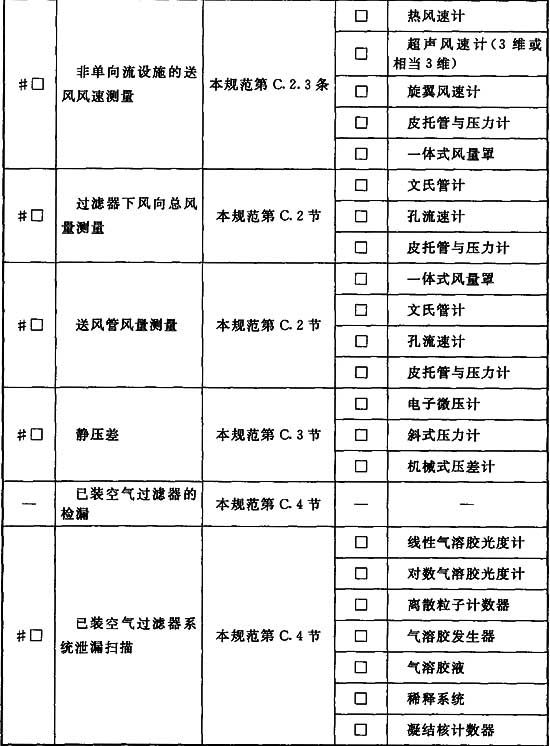 #□ 非单向流设施的送 本规范第 C.2.3 条 □ 热风速计
风风速测量
□ 超声风速计(3 维或
相当 3 维)
□ 旋翼风速计
□ 皮托管与压力计
□ 一体式风量罩
#□ 过滤器下风向总风 本规范第 C.2 节 □ 文氏管计
量测量
□ 孔流速计
□ 皮托管与压力计
#□ 送风管风量测量 本规范第 C.2 节 □ 一体式风量罩
□ 文氏管计
□ 孔流速计
□ 皮托管与压力计
#□ 静压差 本规范第 C.3 节 □ 电子微压计
□ 斜式压力计
□ 机械式压差计
— 已装空气过滤器的 本规范第 C.4 节 — —
检漏
#□ 已装空气过滤器系 本规范第 C.4 节 □ 线性气溶胶光度计
统泄漏扫描
□ 对数气溶胶光度计
□ 离散粒子计数器
□ 气溶胶发生器
□ 气溶胶液
□ 稀释系统
□ 凝结核计数器